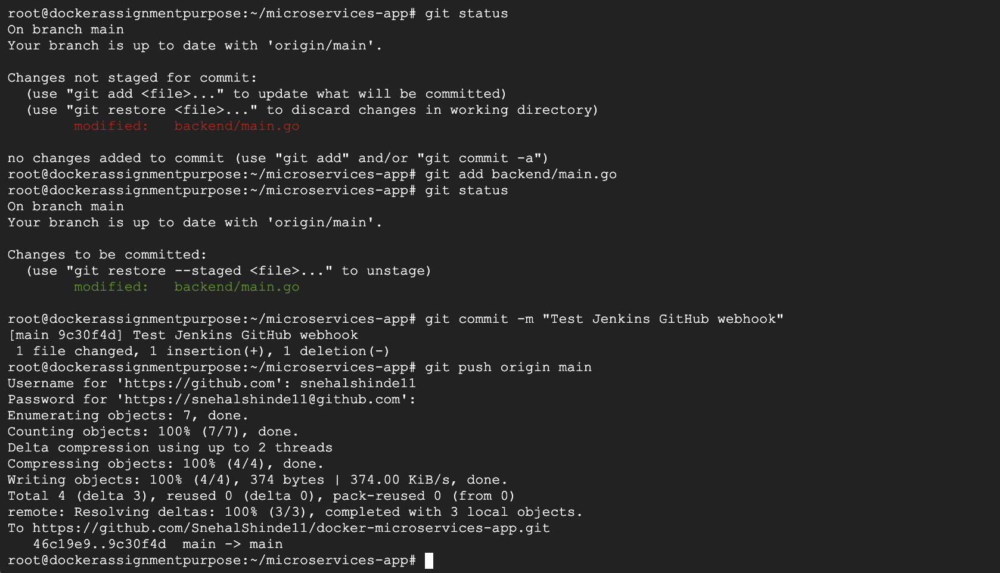 root@dockerassignmentpurpose:~/microservices-app# git status
On branch main
Your branch is up to date with 'origin/main'.

Changes not staged for commit:
  (use "git add <file>..." to update what will be committed)
  (use "git restore <file>..." to discard changes in working directory)
        modified:   backend/main.go

no changes added to commit (use "git add" and/or "git commit -a")
root@dockerassignmentpurpose:~/microservices-app# git add backend/main.go
root@dockerassignmentpurpose:~/microservices-app# git status
On branch main
Your branch is up to date with 'origin/main'.

Changes to be committed:
  (use "git restore --staged <file>..." to unstage)
        modified:   backend/main.go

root@dockerassignmentpurpose:~/microservices-app# git commit -m "Test Jenkins GitHub webhook"
[main 9c30f4d] Test Jenkins GitHub webhook
 1 file changed, 1 insertion(+), 1 deletion(-)
root@dockerassignmentpurpose:~/microservices-app# git push origin main
Username for 'https://github.com': snehalshinde11
Password for 'https://snehalshinde11@github.com':
Enumerating objects: 7, done.
Counting objects: 100% (7/7), done.
Delta compression using up to 2 threads
Compressing objects: 100% (4/4), done.
Writing objects: 100% (4/4), 374 bytes | 374.00 KiB/s, done.
Total 4 (delta 3), reused 0 (delta 0), pack-reused 0 (from 0)
remote: Resolving deltas: 100% (3/3), completed with 3 local objects.
To https://github.com/SnehalShinde11/docker-microservices-app.git
   46c19e9..9c30f4d  main -> main
root@dockerassignmentpurpose:~/microservices-app#